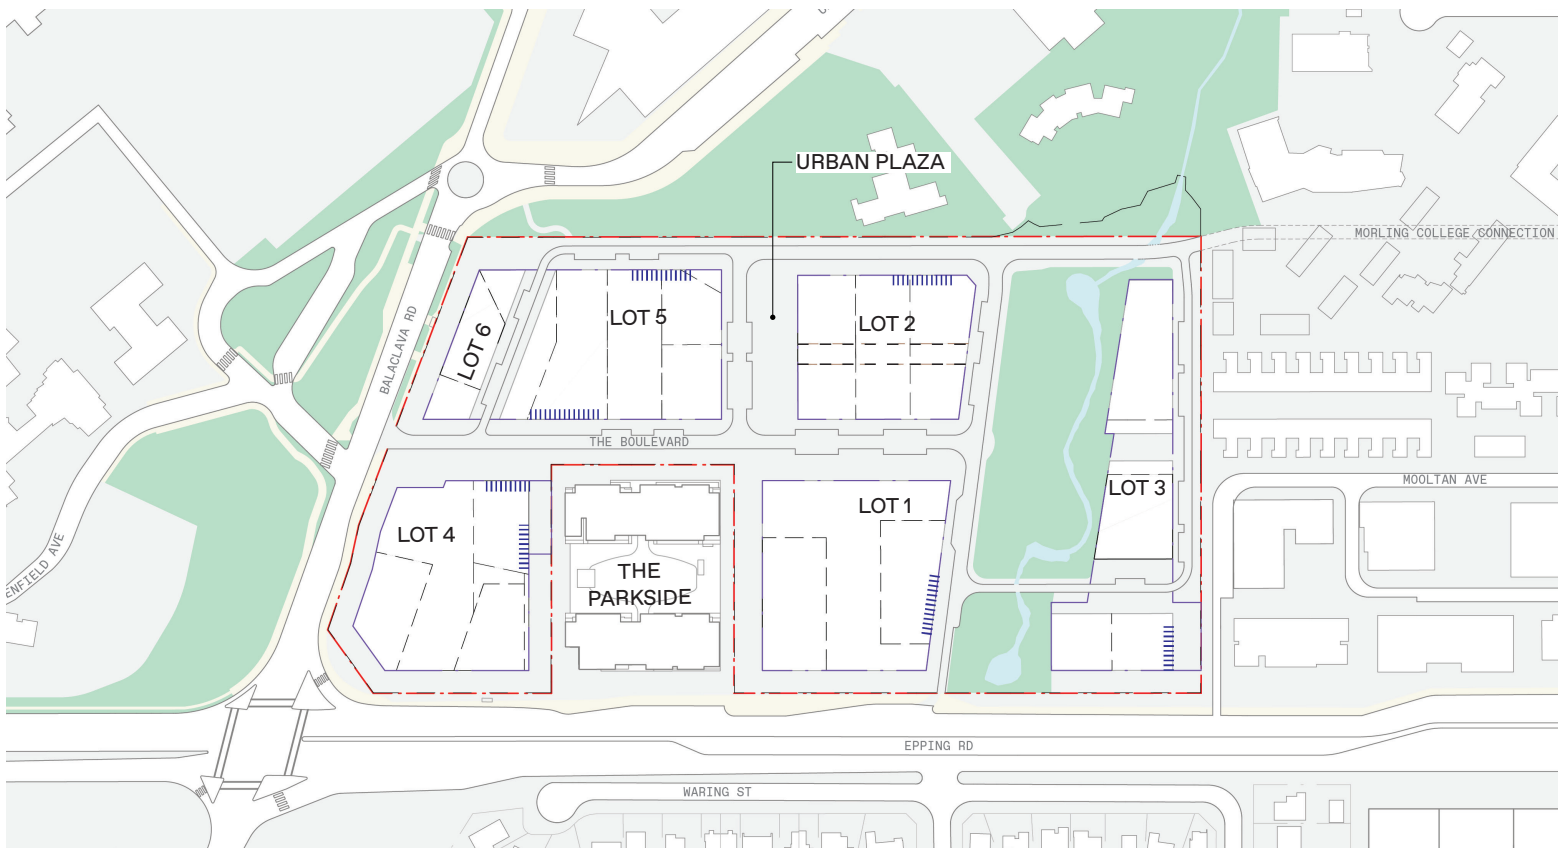 URBAN PLAZA
MORLING COLLEGE CONNECTION
BALACLAVA RD
LOT 6
LOT 5
LOT 2
THE BOULEVARD
MOOLTAN AVE
LOT 3
LOT 1
LOT 4
THE
PARKSIDE
ENFIELD AVE
EPPING RD
WARING ST